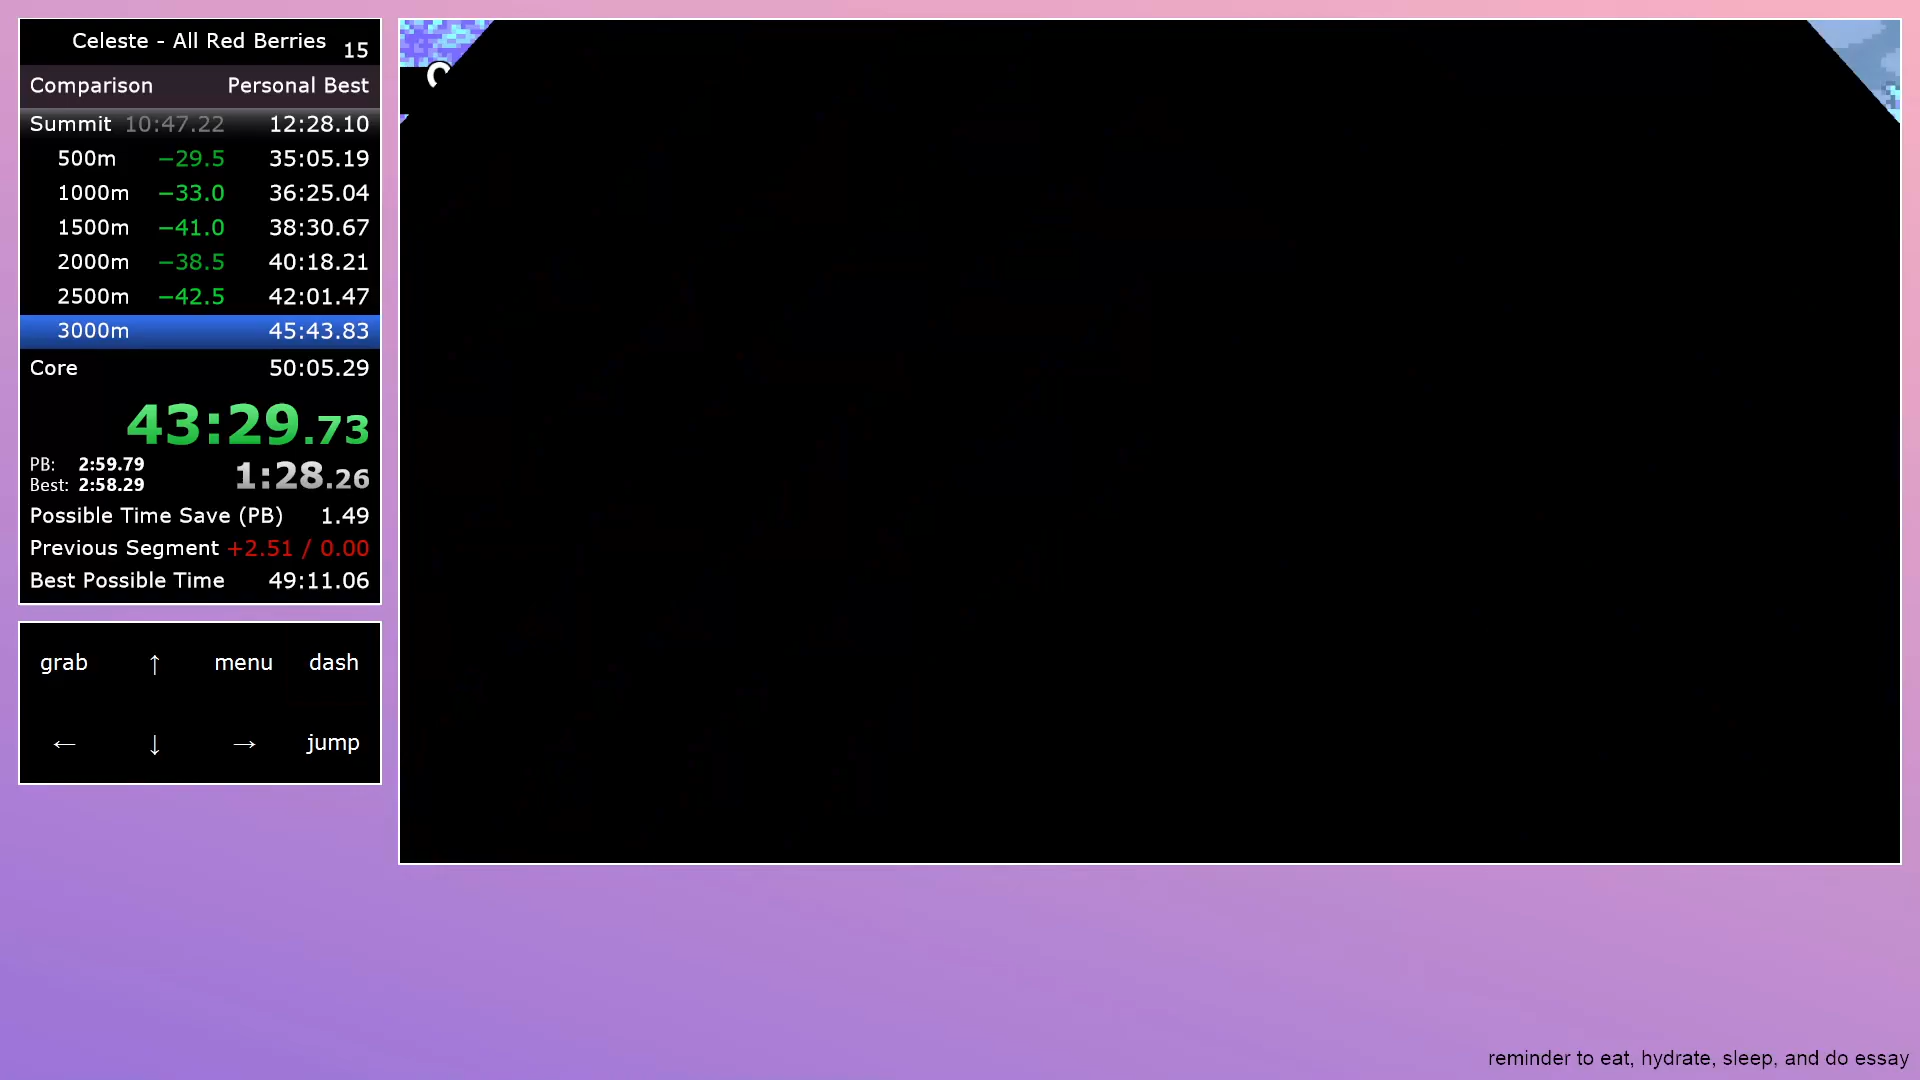 Celeste - All Red Berries 15
Comparison Personal Best
Summit 10:47.22 12:28.10
500m −29.5 35:05.19
1000m −33.0 36:25.04
1500m −41.0 38:30.67
2000m −38.5 40:18.21
2500m −42.5 42:01.47
3000m 45:43.83
Core 50:05.29
43:29.73
PB: 2:59.79
Best: 2:58.29
1:28.26
Possible Time Save (PB) 1.49
Previous Segment +2.51 / 0.00
Best Possible Time 49:11.06
grab ↑ menu dash
← ↓ → jump
reminder to eat, hydrate, sleep, and do essay